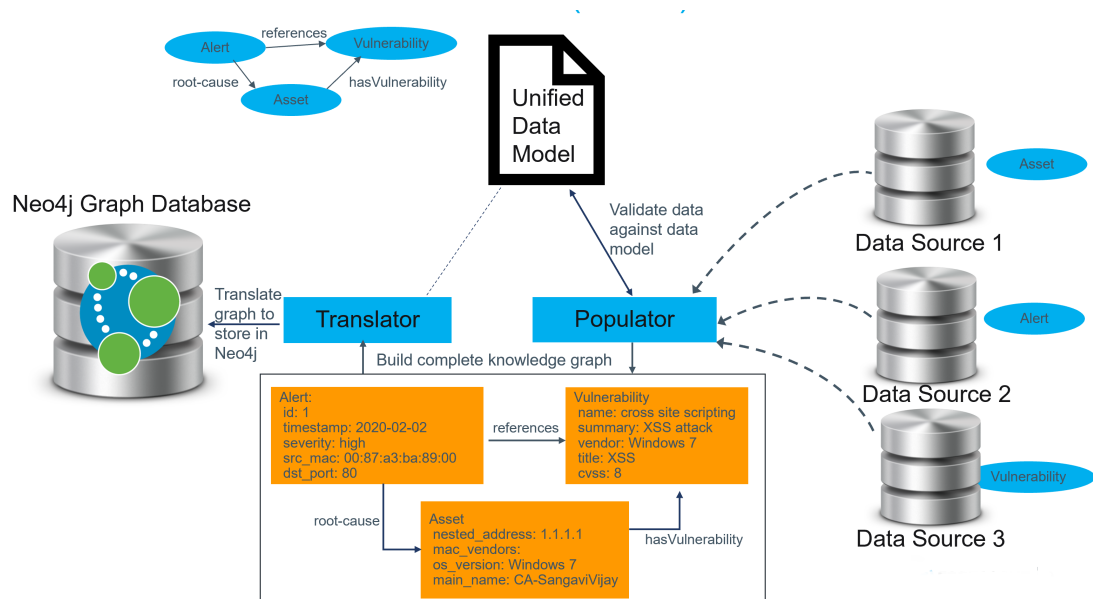 references
Alert
Vulnerability
root-cause
hasVulnerability
Asset
Unified
Data
Model
Neo4j Graph Database
Validate data
against data
model
Asset
Data Source 1
Translate
graph to
store in
Neo4j
Translator
Populator
Alert
Build complete knowledge graph
Data Source 2
Alert:
id: 1
timestamp: 2020-02-02
severity: high
src_mac: 00:87:a3:ba:89:00
dst_port: 80
references
Vulnerability
name: cross site scripting
summary: XSS attack
vendor: Windows 7
title: XSS
cvss: 8
Vulnerability
Data Source 3
root-cause
Asset
nested_address: 1.1.1.1
mac_vendors:
os_version: Windows 7
main_name: CA-SangaviVijay
hasVulnerability